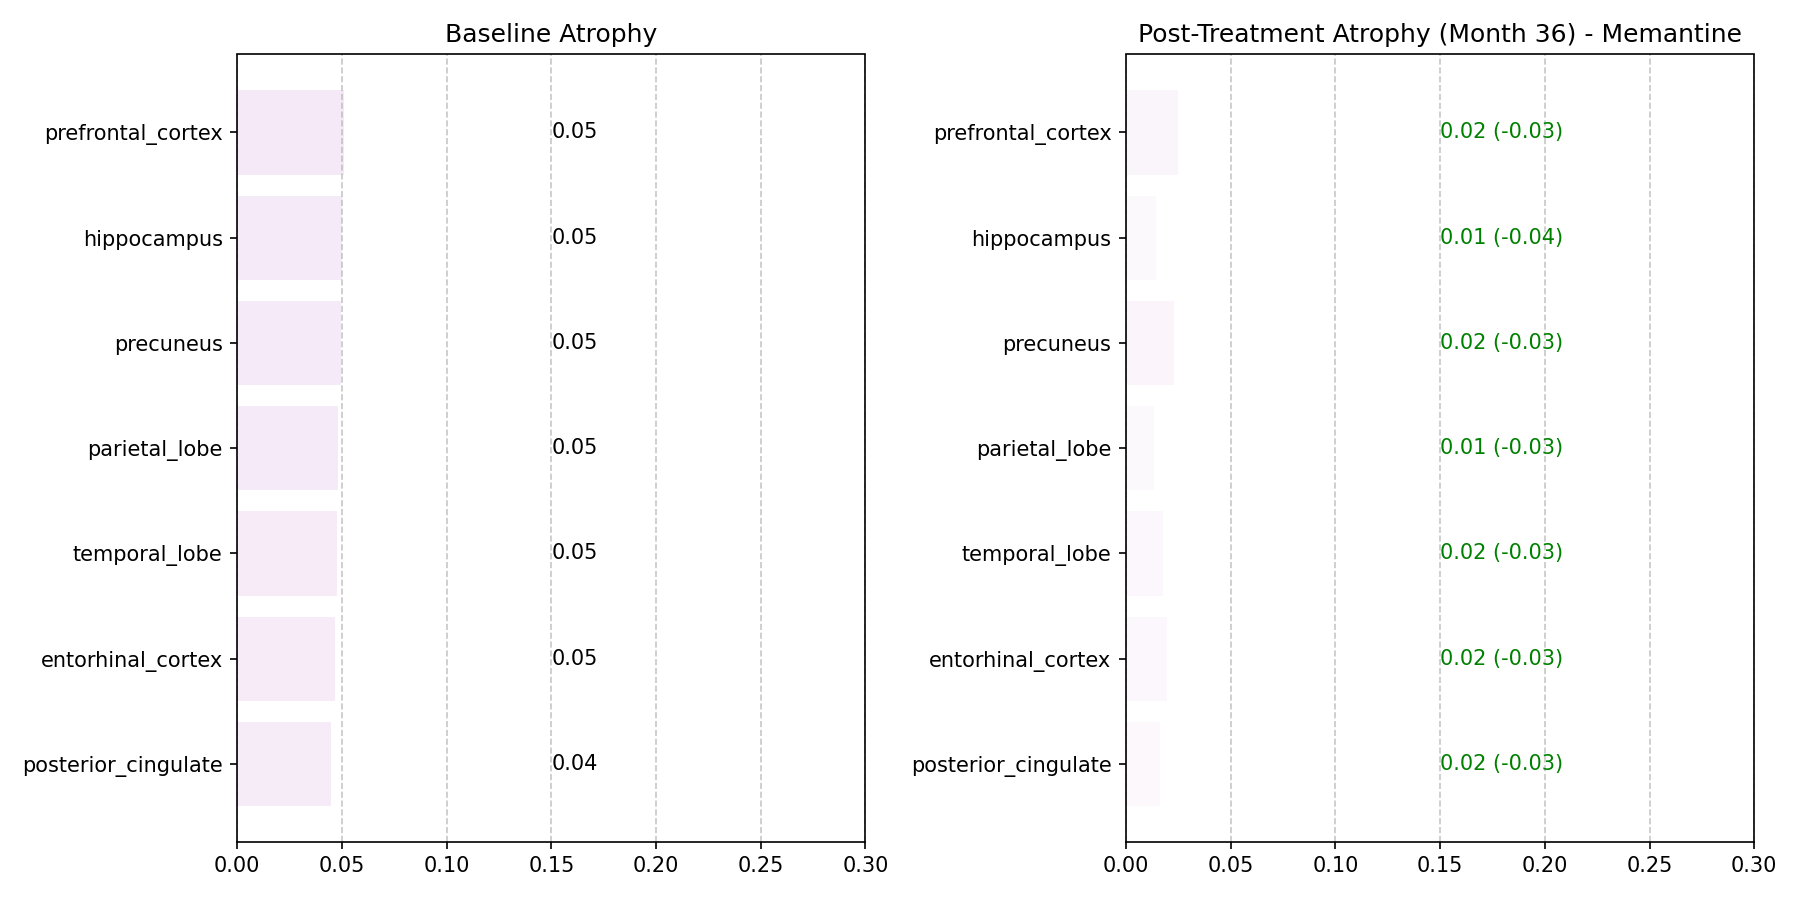 Baseline Atrophy
prefrontal_cortex 0.05
hippocampus 0.05
precuneus 0.05
parietal_lobe 0.05
temporal_lobe 0.05
entorhinal_cortex 0.05
posterior_cingulate 0.04
0.00 0.05 0.10 0.15 0.20 0.25 0.30
Post-Treatment Atrophy (Month 36) - Memantine
prefrontal_cortex 0.02 (-0.03)
hippocampus 0.01 (-0.04)
precuneus 0.02 (-0.03)
parietal_lobe 0.01 (-0.03)
temporal_lobe 0.02 (-0.03)
entorhinal_cortex 0.02 (-0.03)
posterior_cingulate 0.02 (-0.03)
0.00 0.05 0.10 0.15 0.20 0.25 0.30